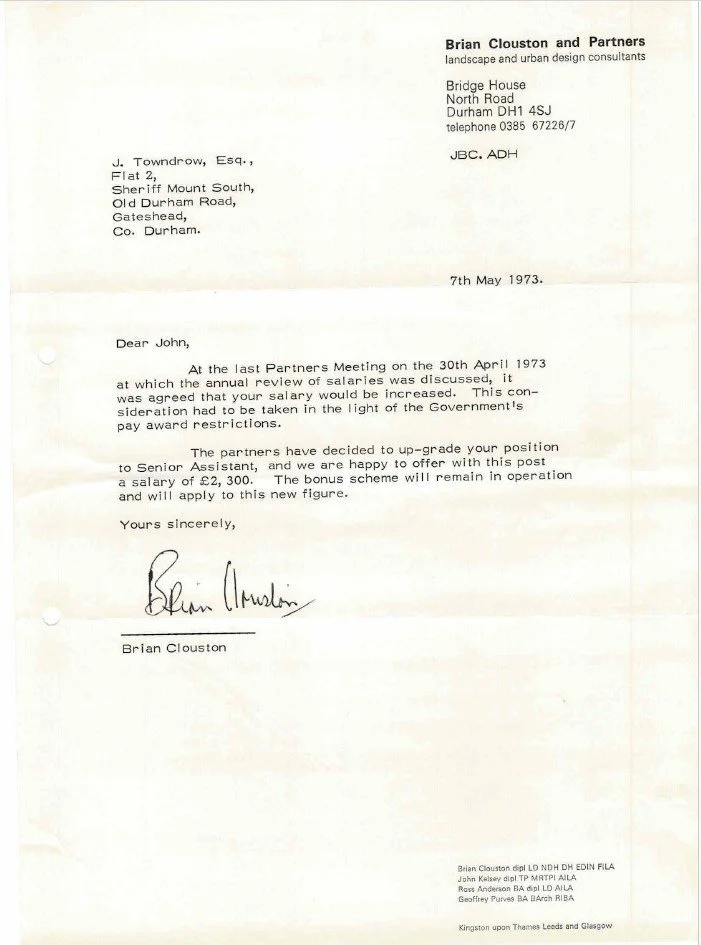 Brian Clouston and Partners
landscape and urban design consultants
Bridge House
North Road
Durham DH1 4SJ
telephone 0385 67226/7
JBC. ADH
J. Towndrow, Esq.,
Flat 2,
Sheriff Mount South,
Old Durham Road,
Gateshead,
Co. Durham.
7th May 1973.
Dear John,
At the last Partners Meeting on the 30th April 1973
at which the annual review of salaries was discussed, it
was agreed that your salary would be increased. This con-
sideration had to be taken in the light of the Government's
pay award restrictions.
The partners have decided to up-grade your position
to Senior Assistant, and we are happy to offer with this post
a salary of £2, 300. The bonus scheme will remain in operation
and will apply to this new figure.
Yours sincerely,
Brian Clouston
Brian Clouston
Brian Clouston dipl LD NDH DH EDIN FILA
John Kelsey dipl TP MRTPI AILA
Ross Anderson BA dipl LD AILA
Geoffrey Purves BA BArch RIBA
Kingston upon Thames Leeds and Glasgow